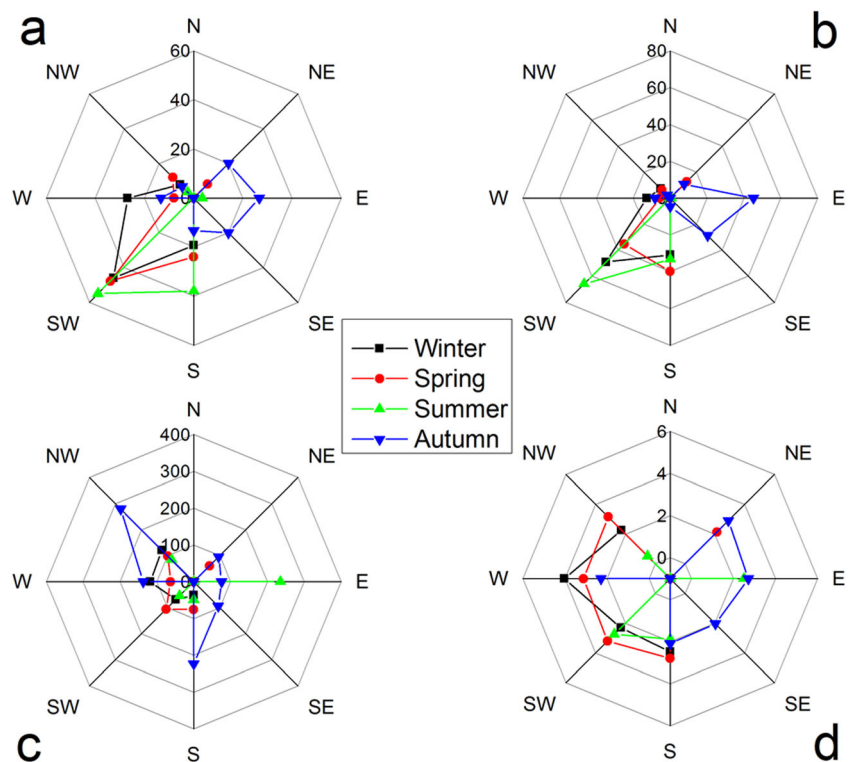 a
N
60
40
20
0
NE
E
SE
S
SW
W
NW
b
N
80
60
40
20
0
NE
E
SE
S
SW
W
NW
Winter
Spring
Summer
Autumn
c
N
400
300
200
100
0
NE
E
SE
S
SW
W
NW
d
N
6
4
2
0
NE
E
SE
S
SW
W
NW